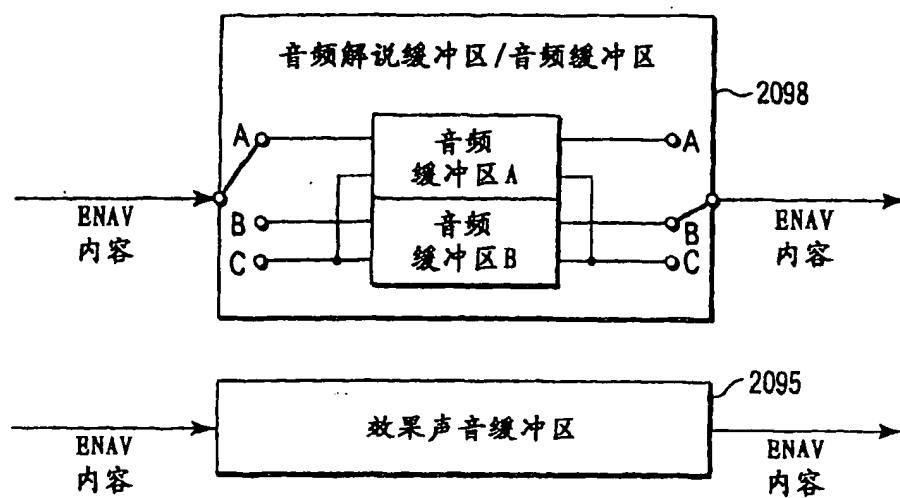 音频解说缓冲区/音频缓冲区
2098
A
音频
缓冲区A
A
ENAV
内容
B
音频
缓冲区B
B
C
C
ENAV
内容
2095
效果声音缓冲区
ENAV
内容
ENAV
内容